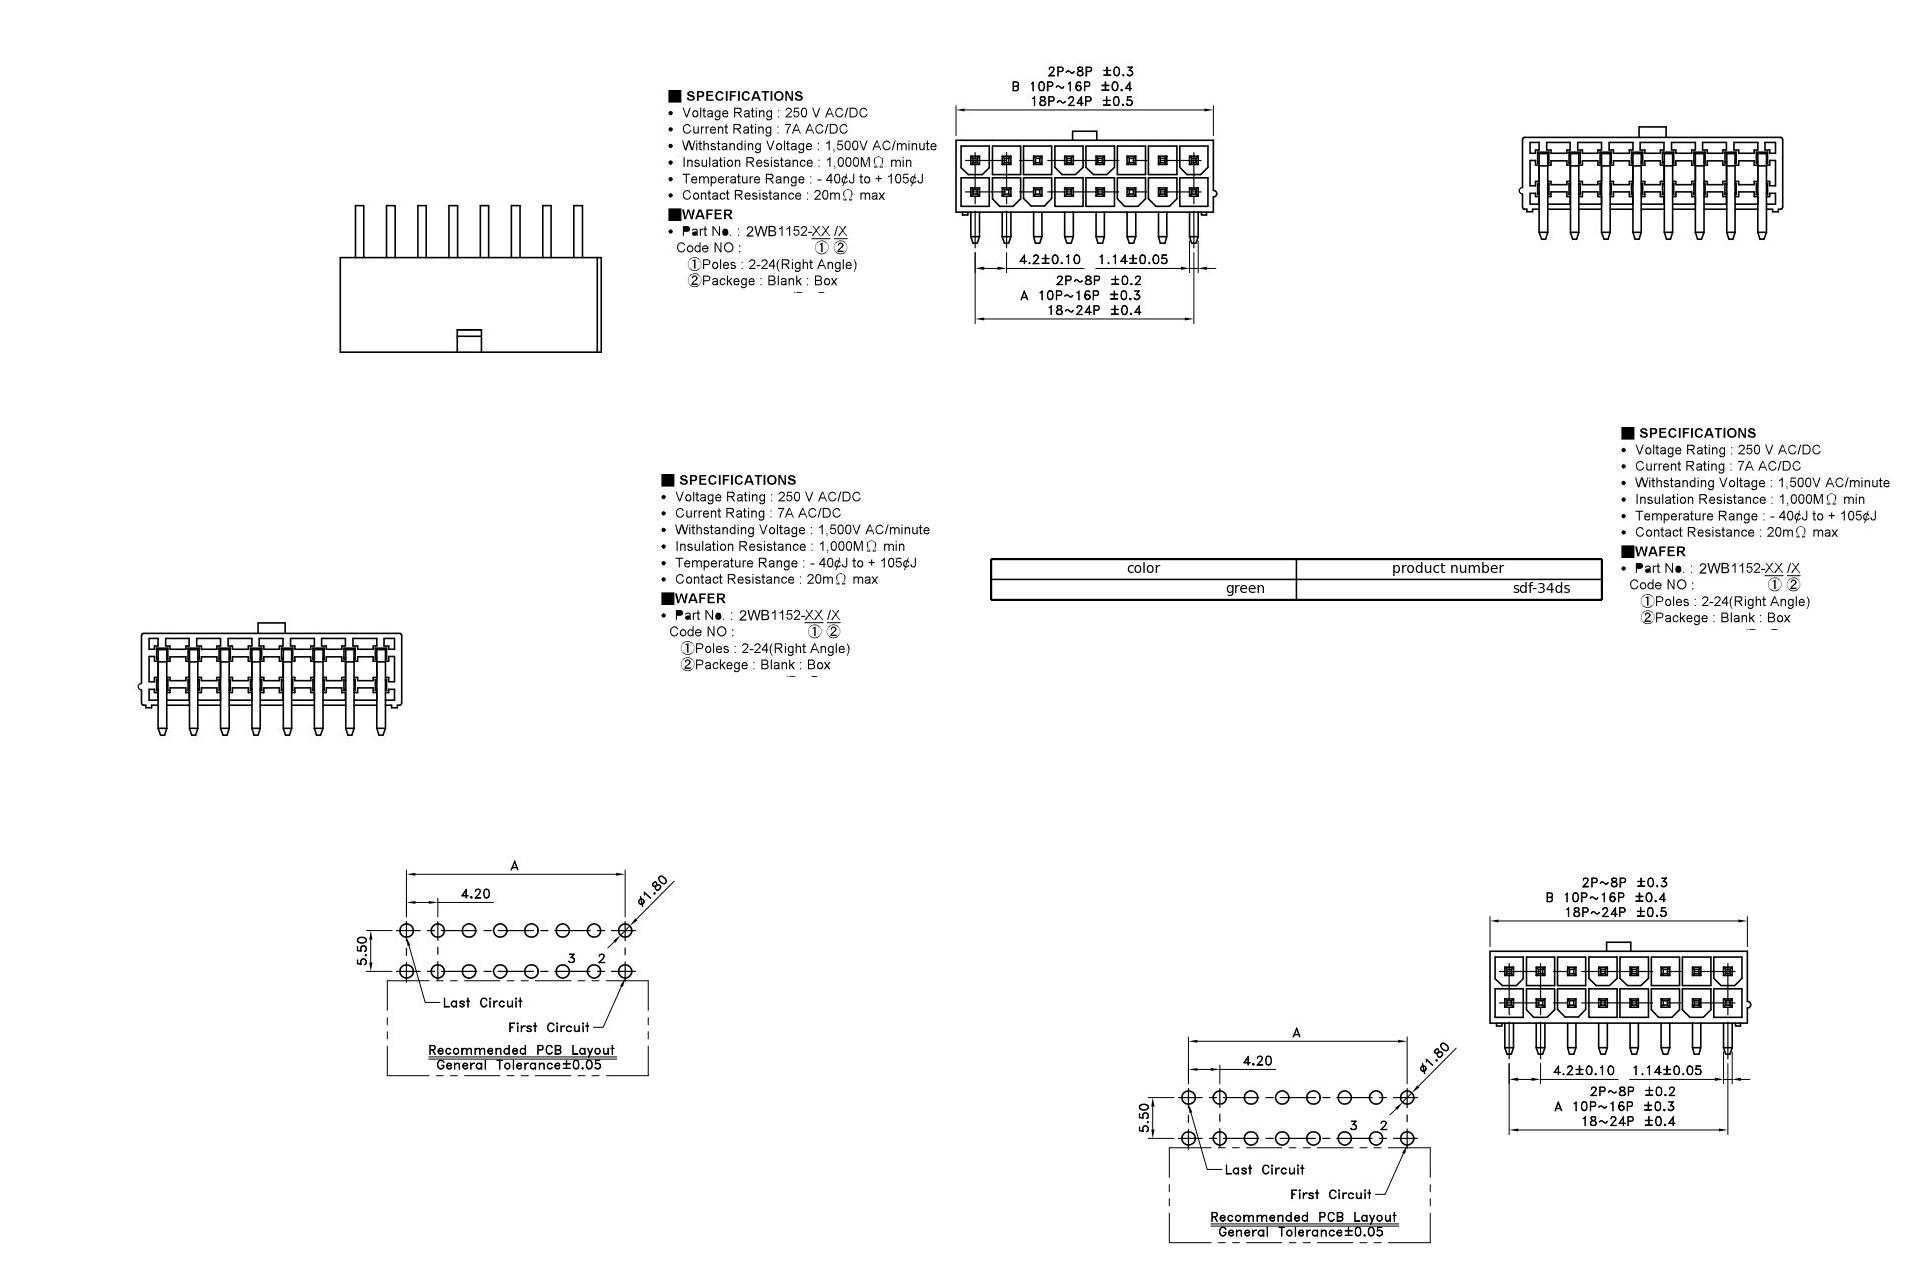 ■ SPECIFICATIONS
• Voltage Rating : 250 V AC/DC
• Current Rating : 7A AC/DC
• Withstanding Voltage : 1,500V AC/minute
• Insulation Resistance : 1,000MΩ min
• Temperature Range : - 40¢J to + 105¢J
• Contact Resistance : 20mΩ max
■WAFER
• Part No. : 2WB1152-XX /X
Code NO : ① ②
①Poles : 2-24(Right Angle)
②Packege : Blank : Box
2P~8P ±0.3
B 10P~16P ±0.4
18P~24P ±0.5
4.2±0.10 1.14±0.05
2P~8P ±0.2
A 10P~16P ±0.3
18~24P ±0.4
■ SPECIFICATIONS
• Voltage Rating : 250 V AC/DC
• Current Rating : 7A AC/DC
• Withstanding Voltage : 1,500V AC/minute
• Insulation Resistance : 1,000MΩ min
• Temperature Range : - 40¢J to + 105¢J
• Contact Resistance : 20mΩ max
■WAFER
• Part No. : 2WB1152-XX /X
Code NO : ① ②
①Poles : 2-24(Right Angle)
②Packege : Blank : Box
color product number
green sdf-34ds
■ SPECIFICATIONS
• Voltage Rating : 250 V AC/DC
• Current Rating : 7A AC/DC
• Withstanding Voltage : 1,500V AC/minute
• Insulation Resistance : 1,000MΩ min
• Temperature Range : - 40¢J to + 105¢J
• Contact Resistance : 20mΩ max
■WAFER
• Part No. : 2WB1152-XX /X
Code NO : ① ②
①Poles : 2-24(Right Angle)
②Packege : Blank : Box
A
4.20
ø1.80
5.50
3 2
Last Circuit
First Circuit
Recommended PCB Layout
General Tolerance±0.05
2P~8P ±0.3
B 10P~16P ±0.4
18P~24P ±0.5
4.2±0.10 1.14±0.05
2P~8P ±0.2
A 10P~16P ±0.3
18~24P ±0.4
A
4.20
ø1.80
5.50
3 2
Last Circuit
First Circuit
Recommended PCB Layout
General Tolerance±0.05